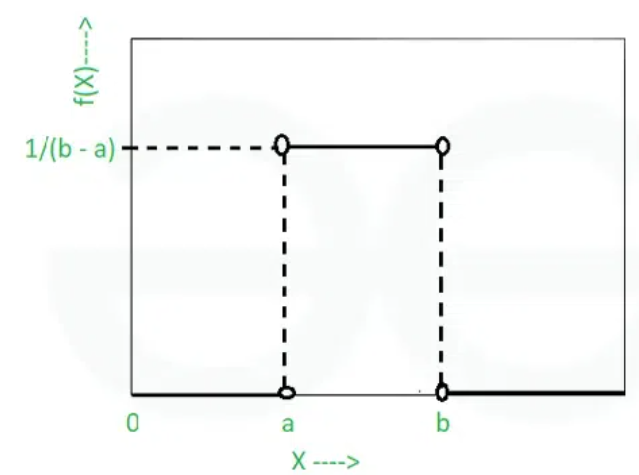 f(X)---->
1/(b - a)
0 a b
X ---->